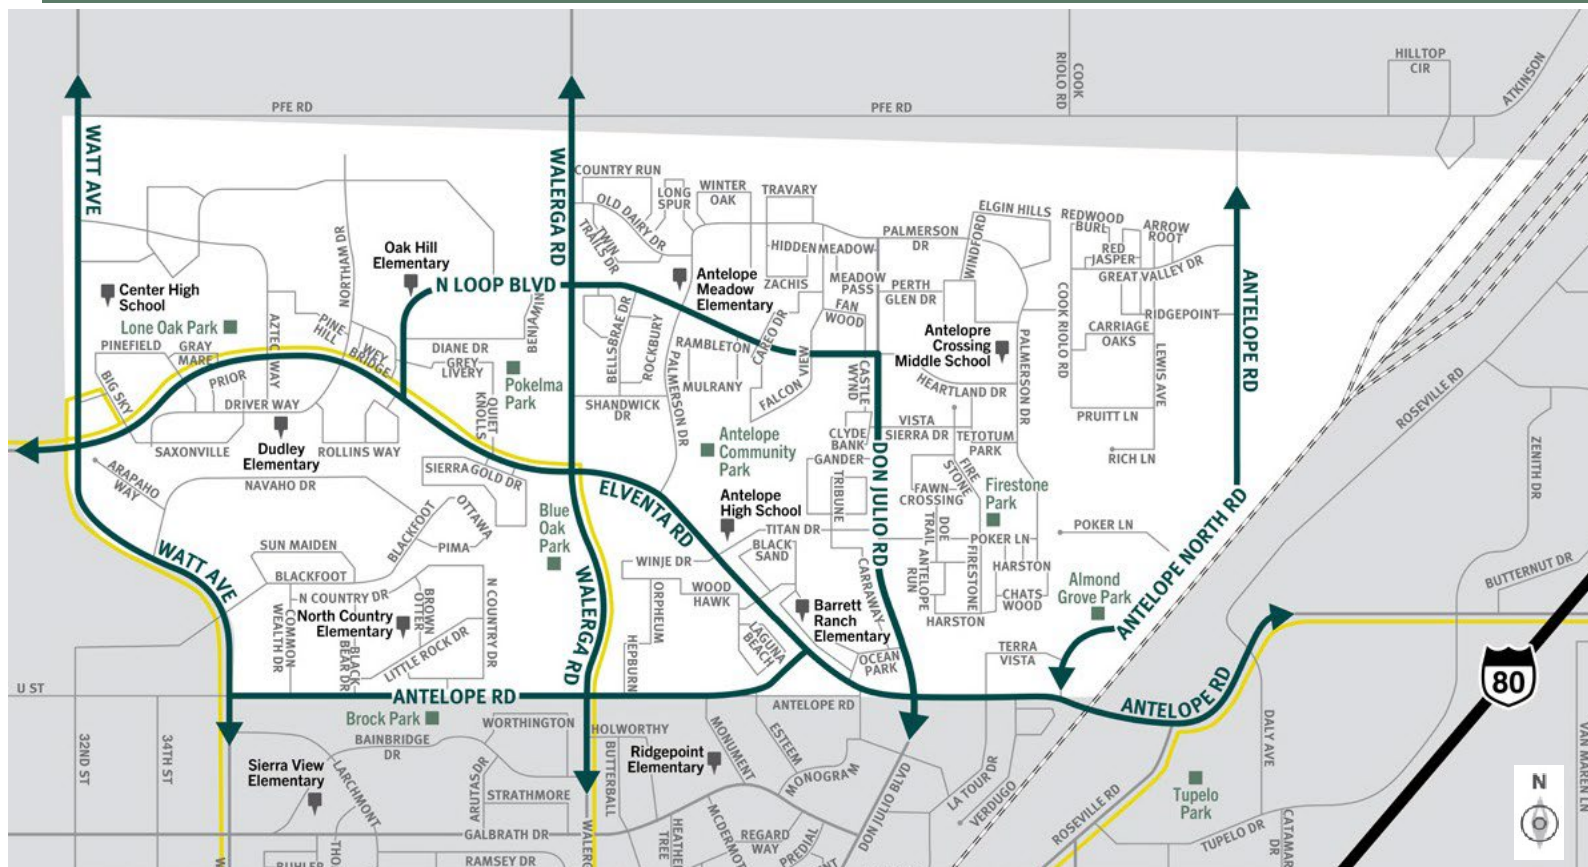 HILLTOP
CIR
ATKINSON
COOK
RIOLO RD
PFE RD
PFE RD
WATT AVE
WALERGA RD
COUNTRY RUN
LONG
SPUR
WINTER
OAK
TRAVARY
OLD DAIRY DR
TWIN
TRAILS DR
ELGIN HILLS
REDWOOD
BURL
ARROW
ROOT
RED
JASPER
GREAT VALLEY DR
PALMERSON
DR
WINDFORD
HIDDEN MEADOW
NORTHAM DR
Oak Hill
Elementary
N LOOP BLVD
Antelope
Meadow
Elementary
ZACHIS
MEADOW
PASS
PERTH
GLEN DR
FAN
WOOD
COOK RIOLO RD
RIDGEPOINT
ANTELOPE RD
Center High
School
Lone Oak Park
PINEFIELD
GRAY
MARE
AZTEC WAY
PINE-
HILL
WEY
BRIDGE
DIANE DR
GREY
LIVERY
BENWIN
BELLSBRAE DR
ROCKBURY
PALMERSON DR
RAMBLETON
CAREO DR
MULRANY
FALCON
VIEW
CASTLE
WYND
Antelopre
Crossing
Middle School
PALMERSON DR
CARRIAGE
OAKS
LEWIS AVE
HEARTLAND DR
BIG SKY
PRIOR
DRIVER WAY
Dudley
Elementary
ROLLINS WAY
SAXONVILLE
QUIET
KNOLLS
Pokelma
Park
SHANDWICK
DR
VISTA
SIERRA DR
TETOTUM
PARK
PRUITT LN
RICH LN
ROSEVILLE RD
ZENITH DR
CLYDE
BANK
GANDER
Antelope
Community
Park
DON JULIO RD
ARAPAHO
WAY
NAVAHO DR
SIERRA GOLD DR
ELVENTA RD
TRIBUNE
FIRE
STONE
FAWN
CROSSING
Firestone
Park
Antelope
High School
TITAN DR
BLACK
SAND
DOE
TRAIL
POKER LN
POKER LN
ANTELOPE NORTH RD
BLACKFOOT
OTTAWA
PIMA
Blue
Oak
Park
WATT AVE
SUN MAIDEN
BLACKFOOT
N COUNTRY DR
North Country
Elementary
COMMON
WEALTH DR
BLACK
BEAR DR
BROWN
OTTER
LITTLE ROCK DR
N COUNTRY DR
WALERGA RD
WINJE DR
WOOD
HAWK
ORPHEUM
HEPBURN
LAGUNA
BEACH
Barrett
Ranch
Elementary
CARRAWAY
OCEAN
PARK
ANTELOPE
RUN
FIRESTONE
HARSTON
CHATS
WOOD
HARSTON
Almond
Grove Park
BUTTERNUT DR
TERRA
VISTA
U ST
ANTELOPE RD
ANTELOPE RD
ANTELOPE RD
80
Brock Park
BAINBRIDGE
DR
WORTHINGTON
HOLWORTHY
BUTTERBALL
Ridgepoint
Elementary
MONUMENT
ESTEEM
MONOGRAM
32ND ST
34TH ST
Sierra View
Elementary
LARCHMONT
ARUTAS DR
STRATHMORE
GALBRATH DR
RAMSEY DR
MCDERMOT
REGARD
WAY
PREDIAL
DON JULIO BLVD
LA TOUR DR
VERDUGO
ROSEVILLE RD
Tupelo
Park
TUPELO DR
DALY AVE
VAN MAREN LN
N